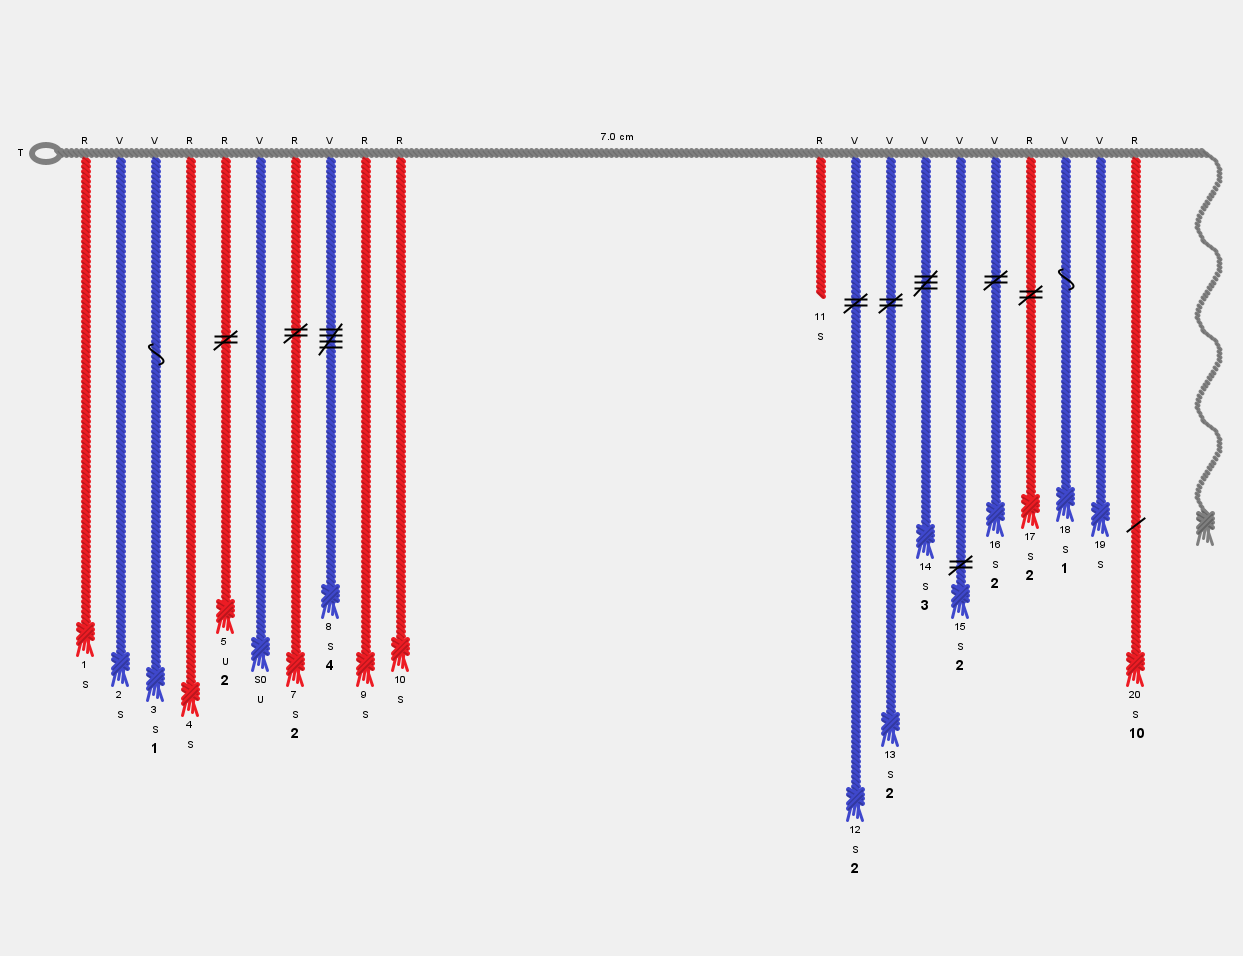 7.0 cm
T R V V R R V R V R R R V V V V V R V V R
1 S
2 S
3 S 1
4 S
5 U 2
S0 U
7 S 2
8 S 4
9 S
10 S
11 S
12 S 2
13 S 2
14 S 3
15 S 2
16 S 2
17 S 2
18 S 1
19 S
20 S 10